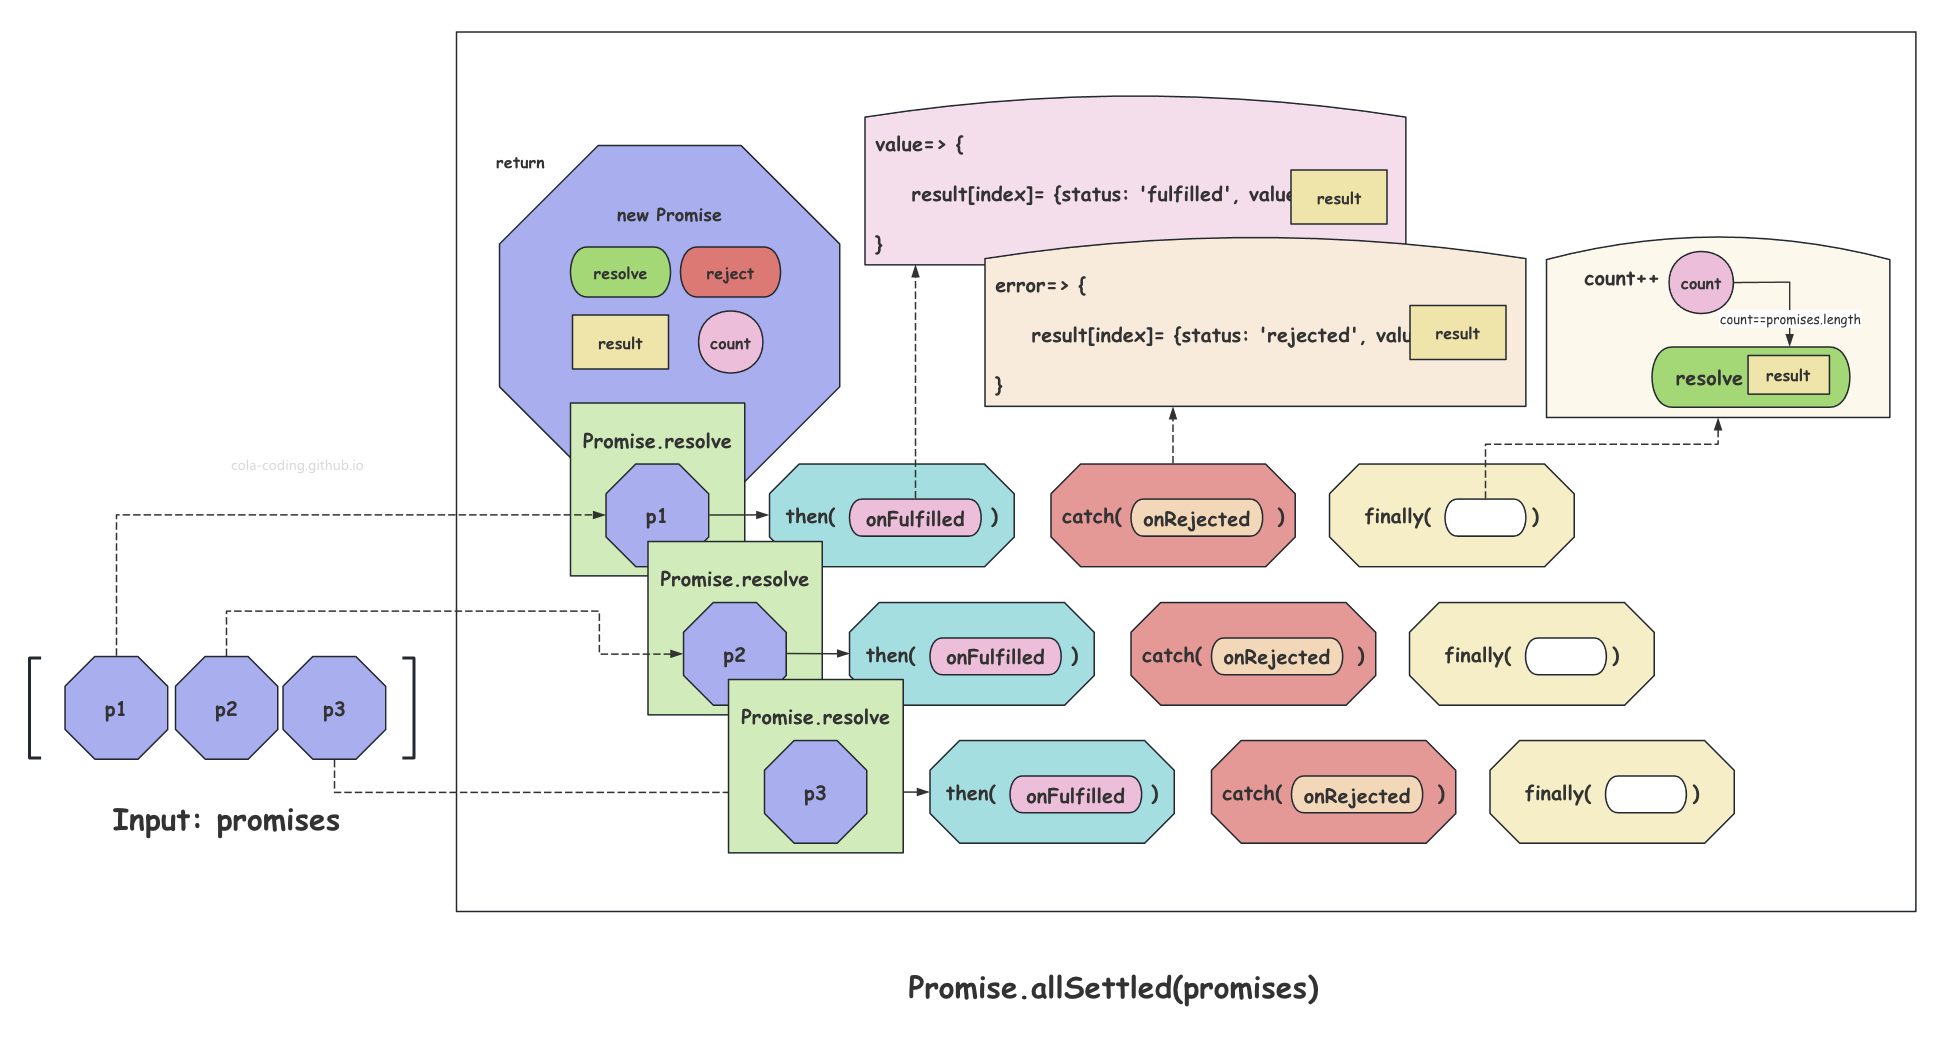 return
new Promise
resolve
reject
result
count
value=> {
result[index]= {status: 'fulfilled', value
result
}
error=> {
result[index]= {status: 'rejected', valu
result
}
count++
count
count==promises.length
resolve
result
cola-coding.github.io
Promise.resolve
p1
then( onFulfilled )
catch( onRejected )
finally( )
Promise.resolve
p2
then( onFulfilled )
catch( onRejected )
finally( )
Promise.resolve
p3
then( onFulfilled )
catch( onRejected )
finally( )
[ p1 p2 p3 ]
Input: promises
Promise.allSettled(promises)